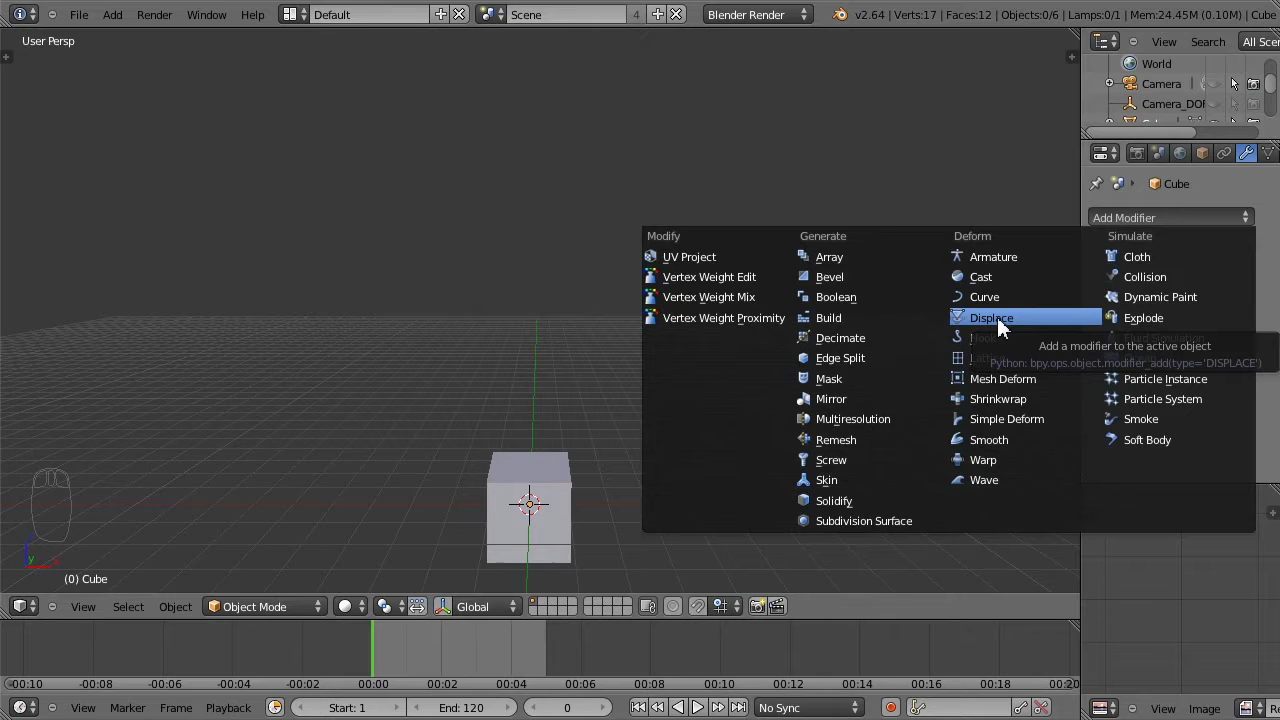 File Add Render Window Help Default Scene 4 Blender Render v2.64 | Verts:17 | Faces:12 | Objects:0/6 | Lamps:0/1 | Mem:24.45M (0.10M) | Cube
User Persp
View Search All Sce
World
Camera
Camera_DOF
Cube
Add Modifier
Modify Generate Deform Simulate
UV Project Array Armature Cloth
Vertex Weight Edit Bevel Cast Collision
Vertex Weight Mix Boolean Curve Dynamic Paint
Vertex Weight Proximity Build Displace Explode
Decimate
Add a modifier to the active object
Edge Split Python: bpy.ops.object.modifier_add(type='DISPLACE')
Mask Mesh Deform Particle Instance
Mirror Shrinkwrap Particle System
Multiresolution Simple Deform Smoke
Remesh Smooth Soft Body
Screw Warp
Skin Wave
Solidify
Subdivision Surface
y x
(0) Cube
View Select Object Object Mode Global
-00:10 -00:08 -00:06 -00:04 -00:02 00:00 00:02 00:04 00:06 00:08 00:10 00:12 00:14 00:16 00:18 00:20
View Marker Frame Playback Start: 1 End: 120 0 No Sync View Image Re